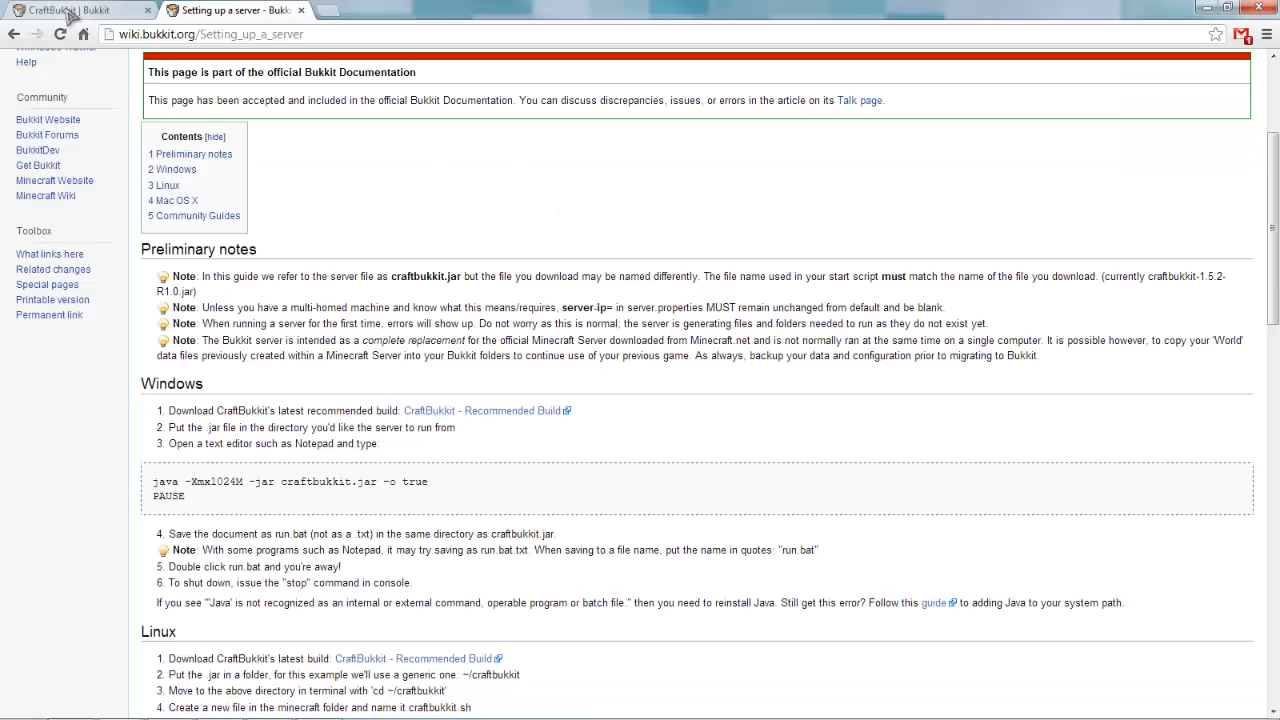 CraftBukkit | Bukkit
Setting up a server - Bukk
wiki.bukkit.org/Setting_up_a_server
Help
Community
Bukkit Website
Bukkit Forums
BukkitDev
Get Bukkit
Minecraft Website
Minecraft Wiki
Toolbox
What links here
Related changes
Special pages
Printable version
Permanent link
This page is part of the official Bukkit Documentation
This page has been accepted and included in the official Bukkit Documentation. You can discuss discrepancies, issues, or errors in the article on its Talk page.
Contents [hide]
1 Preliminary notes
2 Windows
3 Linux
4 Mac OS X
5 Community Guides
Preliminary notes
Note: In this guide we refer to the server file as craftbukkit.jar but the file you download may be named differently. The file name used in your start script must match the name of the file you download. (currently craftbukkit-1.5.2-
R1.0.jar)
Note: Unless you have a multi-homed machine and know what this means/requires, server-ip= in server.properties MUST remain unchanged from default and be blank.
Note: When running a server for the first time, errors will show up. Do not worry as this is normal; the server is generating files and folders needed to run as they do not exist yet.
Note: The Bukkit server is intended as a complete replacement for the official Minecraft Server downloaded from Minecraft.net and is not normally ran at the same time on a single computer. It is possible however, to copy your 'World'
data files previously created within a Minecraft Server into your Bukkit folders to continue use of your previous game. As always, backup your data and configuration prior to migrating to Bukkit.
Windows
1. Download CraftBukkit's latest recommended build: CraftBukkit - Recommended Build
2. Put the .jar file in the directory you'd like the server to run from
3. Open a text editor such as Notepad and type:
java -Xmx1024M -jar craftbukkit.jar -o true
PAUSE
4. Save the document as run.bat (not as a .txt) in the same directory as craftbukkit.jar.
Note: With some programs such as Notepad, it may try saving as run.bat.txt. When saving to a file name, put the name in quotes: "run.bat"
5. Double click run.bat and you're away!
6. To shut down, issue the "stop" command in console.
If you see "'Java' is not recognized as an internal or external command, operable program or batch file." then you need to reinstall Java. Still get this error? Follow this guide to adding Java to your system path.
Linux
1. Download CraftBukkit's latest build: CraftBukkit - Recommended Build
2. Put the .jar in a folder, for this example we'll use a generic one: ~/craftbukkit
3. Move to the above directory in terminal with 'cd ~/craftbukkit'
4. Create a new file in the minecraft folder and name it craftbukkit.sh